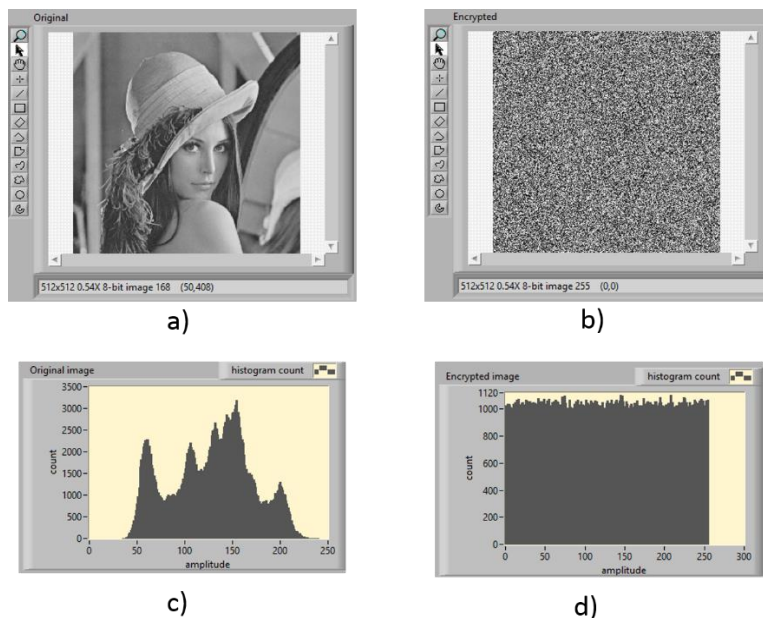 Original
512x512 0.54X 8-bit image 168 (50,408)
a)
Encrypted
512x512 0.54X 8-bit image 255 (0,0)
b)
Original image
histogram count
3500
3000
2500
2000
1500
1000
500
0
count
0 50 100 150 200 250
amplitude
c)
Encrypted image
histogram count
1120
1000
800
600
400
200
0
count
0 50 100 150 200 250 300
amplitude
d)